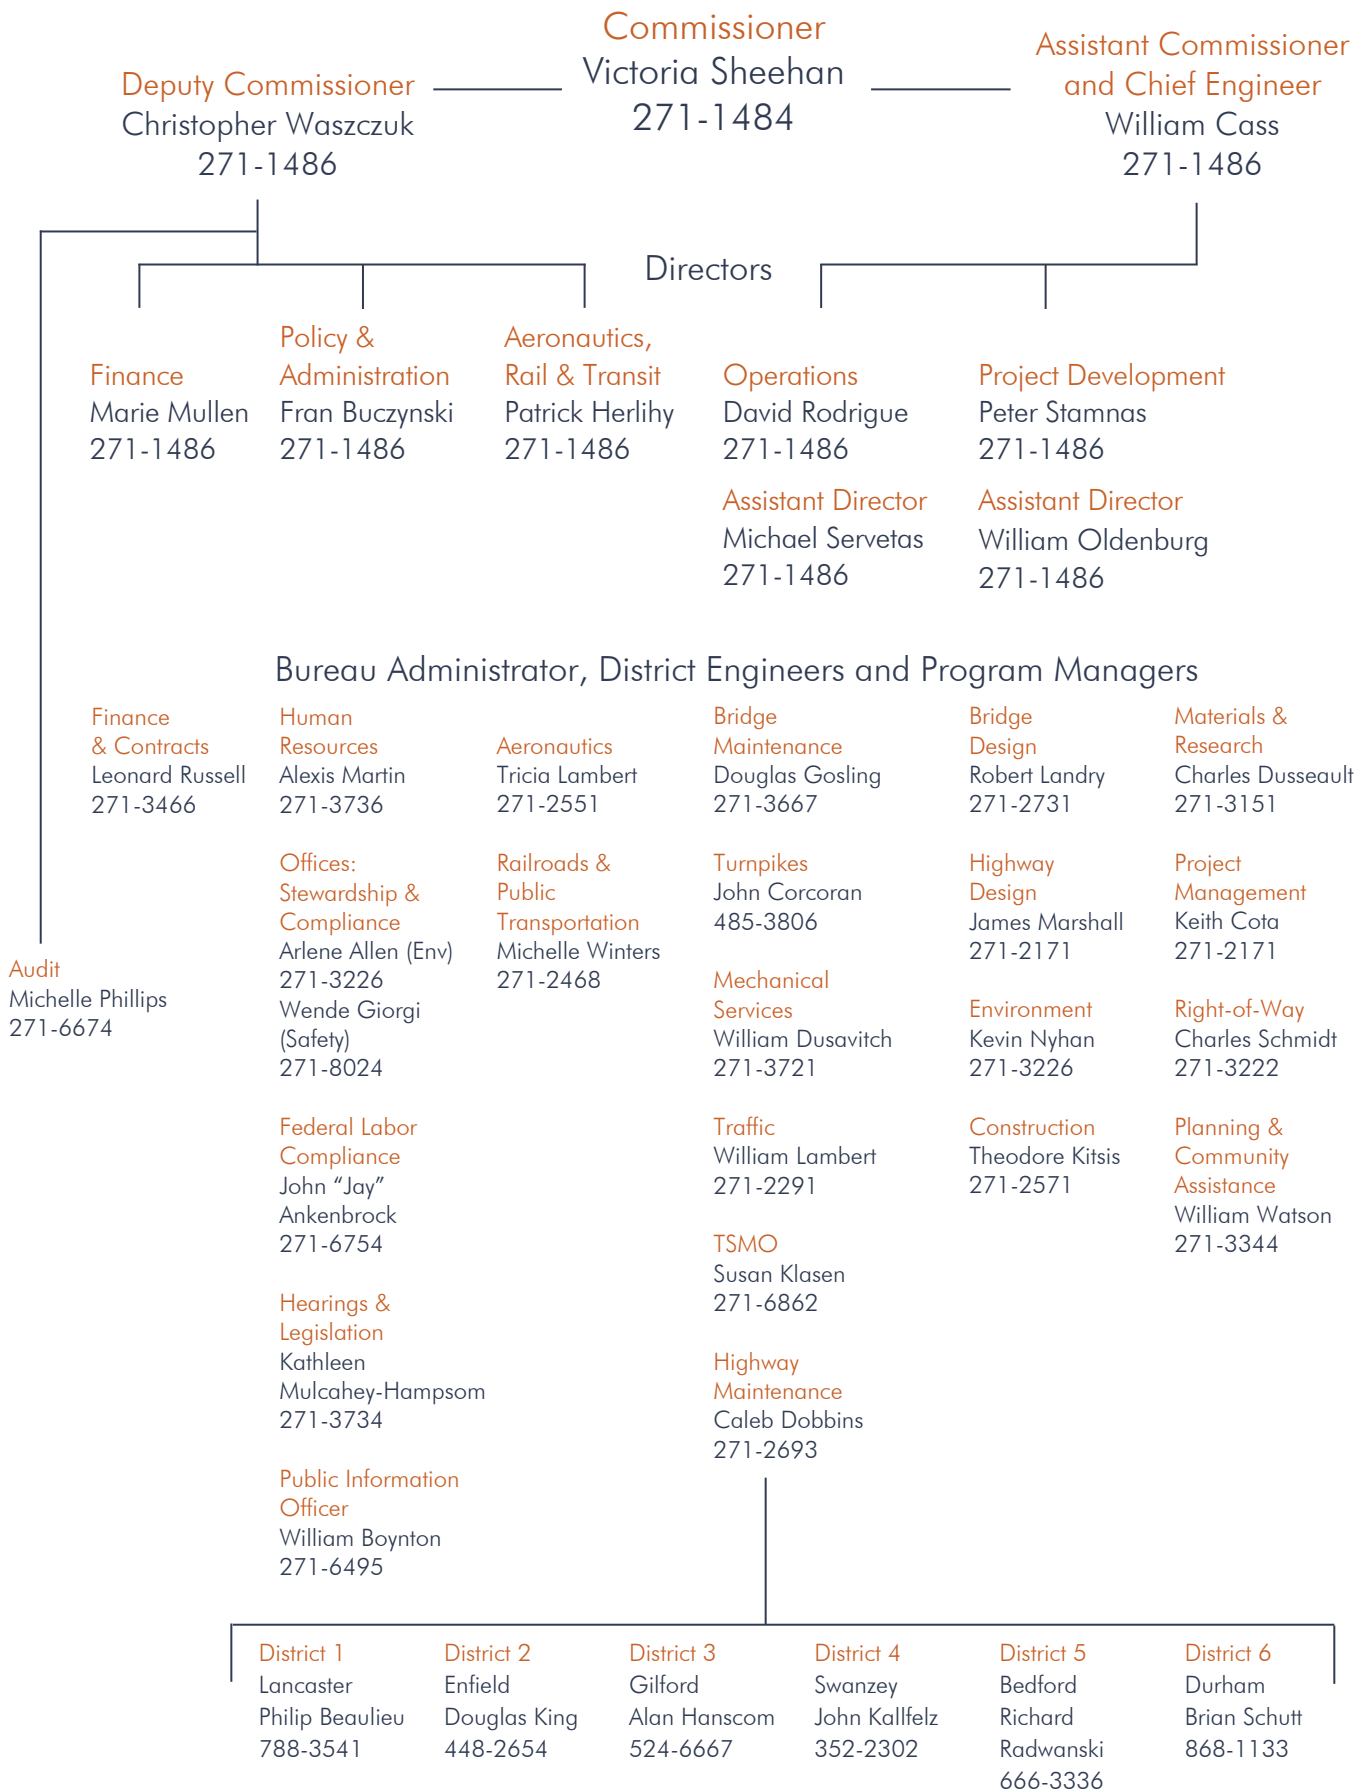 Commissioner
Victoria Sheehan
271-1484
Deputy Commissioner
Christopher Waszczuk
271-1486
Assistant Commissioner
and Chief Engineer
William Cass
271-1486
Directors
Finance
Marie Mullen
271-1486
Policy &
Administration
Fran Buczynski
271-1486
Aeronautics,
Rail & Transit
Patrick Herlihy
271-1486
Operations
David Rodrigue
271-1486
Assistant Director
Michael Servetas
271-1486
Project Development
Peter Stamnas
271-1486
Assistant Director
William Oldenburg
271-1486
Bureau Administrator, District Engineers and Program Managers
Audit
Michelle Phillips
271-6674
Finance
& Contracts
Leonard Russell
271-3466
Human
Resources
Alexis Martin
271-3736
Offices:
Stewardship &
Compliance
Arlene Allen (Env)
271-3226
Wende Giorgi
(Safety)
271-8024
Federal Labor
Compliance
John “Jay”
Ankenbrock
271-6754
Hearings &
Legislation
Kathleen
Mulcahey-Hampsom
271-3734
Public Information
Officer
William Boynton
271-6495
Aeronautics
Tricia Lambert
271-2551
Railroads &
Public
Transportation
Michelle Winters
271-2468
Bridge
Maintenance
Douglas Gosling
271-3667
Turnpikes
John Corcoran
485-3806
Mechanical
Services
William Dusavitch
271-3721
Traffic
William Lambert
271-2291
TSMO
Susan Klasen
271-6862
Highway
Maintenance
Caleb Dobbins
271-2693
Bridge
Design
Robert Landry
271-2731
Highway
Design
James Marshall
271-2171
Environment
Kevin Nyhan
271-3226
Construction
Theodore Kitsis
271-2571
Materials &
Research
Charles Dusseault
271-3151
Project
Management
Keith Cota
271-2171
Right-of-Way
Charles Schmidt
271-3222
Planning &
Community
Assistance
William Watson
271-3344
District 1
Lancaster
Philip Beaulieu
788-3541
District 2
Enfield
Douglas King
448-2654
District 3
Gilford
Alan Hanscom
524-6667
District 4
Swanzey
John Kallfelz
352-2302
District 5
Bedford
Richard
Radwanski
666-3336
District 6
Durham
Brian Schutt
868-1133